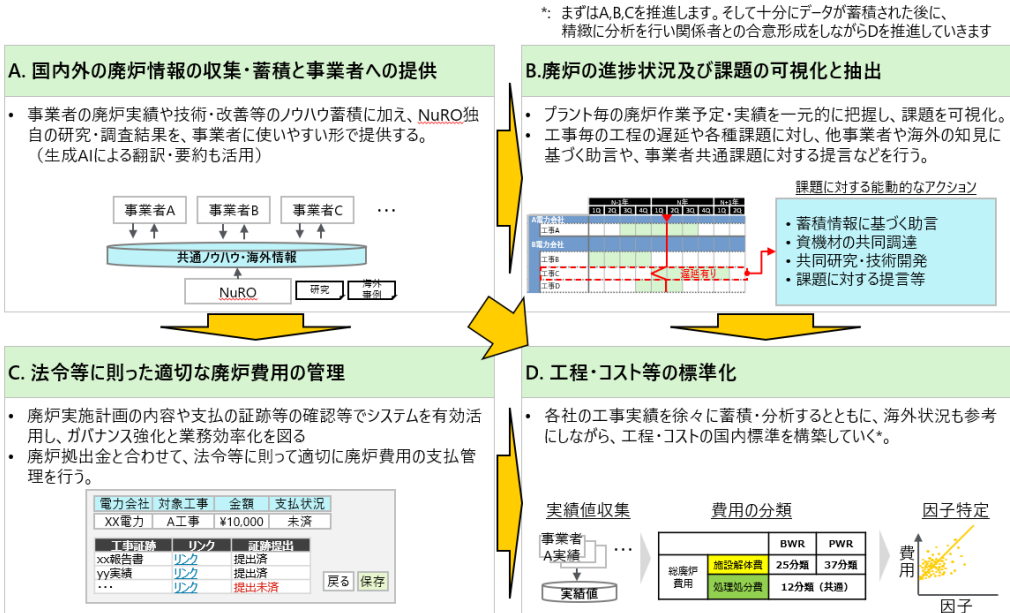 *: まずはA,B,Cを推進します。そして十分にデータが蓄積された後に、
精緻に分析を行い関係者との合意形成をしながらDを推進していきます
A. 国内外の廃炉情報の収集・蓄積と事業者への提供
• 事業者の廃炉実績や技術・改善等のノウハウ蓄積に加え、NuRO独
自の研究・調査結果を、事業者に使いやすい形で提供する。
（生成AIによる翻訳・要約も活用）
事業者A 事業者B 事業者C …
共通ノウハウ・海外情報
NuRO 研究 海外
事例
B.廃炉の進捗状況及び課題の可視化と抽出
• プラント毎の廃炉作業予定・実績を一元的に把握し、課題を可視化。
• 工事毎の工程の遅延や各種課題に対し、他事業者や海外の知見に
基づく助言や、事業者共通課題に対する提言などを行う。
N-1年 N年 N+1年
1Q 2Q 3Q 4Q 1Q 2Q 3Q 4Q 1Q 2Q
A電力会社
工事A
B電力会社
工事B
工事C 遅延有り
工事D
課題に対する能動的なアクション
• 蓄積情報に基づく助言
• 資機材の共同調達
• 共同研究・技術開発
• 課題に対する提言等
C. 法令等に則った適切な廃炉費用の管理
• 廃炉実施計画の内容や支払の証跡等の確認等でシステムを有効活
用し、ガバナンス強化と業務効率化を図る
• 廃炉拠出金と合わせて、法令等に則って適切に廃炉費用の支払管
理を行う。
電力会社 対象工事 金額 支払状況
XX電力 A工事 ¥10,000 未済
工事証跡 リンク 証跡提出
xx報告書 リンク 提出済
yy実績 リンク 提出済
… リンク 提出未済
戻る 保存
D. 工程・コスト等の標準化
• 各社の工事実績を徐々に蓄積・分析するとともに、海外状況も参考
にしながら、工程・コストの国内標準を構築していく*。
実績値収集
事業者
A実績
…
実績値
費用の分類
BWR PWR
総廃炉
費用
施設解体費 25分類 37分類
処理処分費 12分類（共通）
因子特定
費用
因子